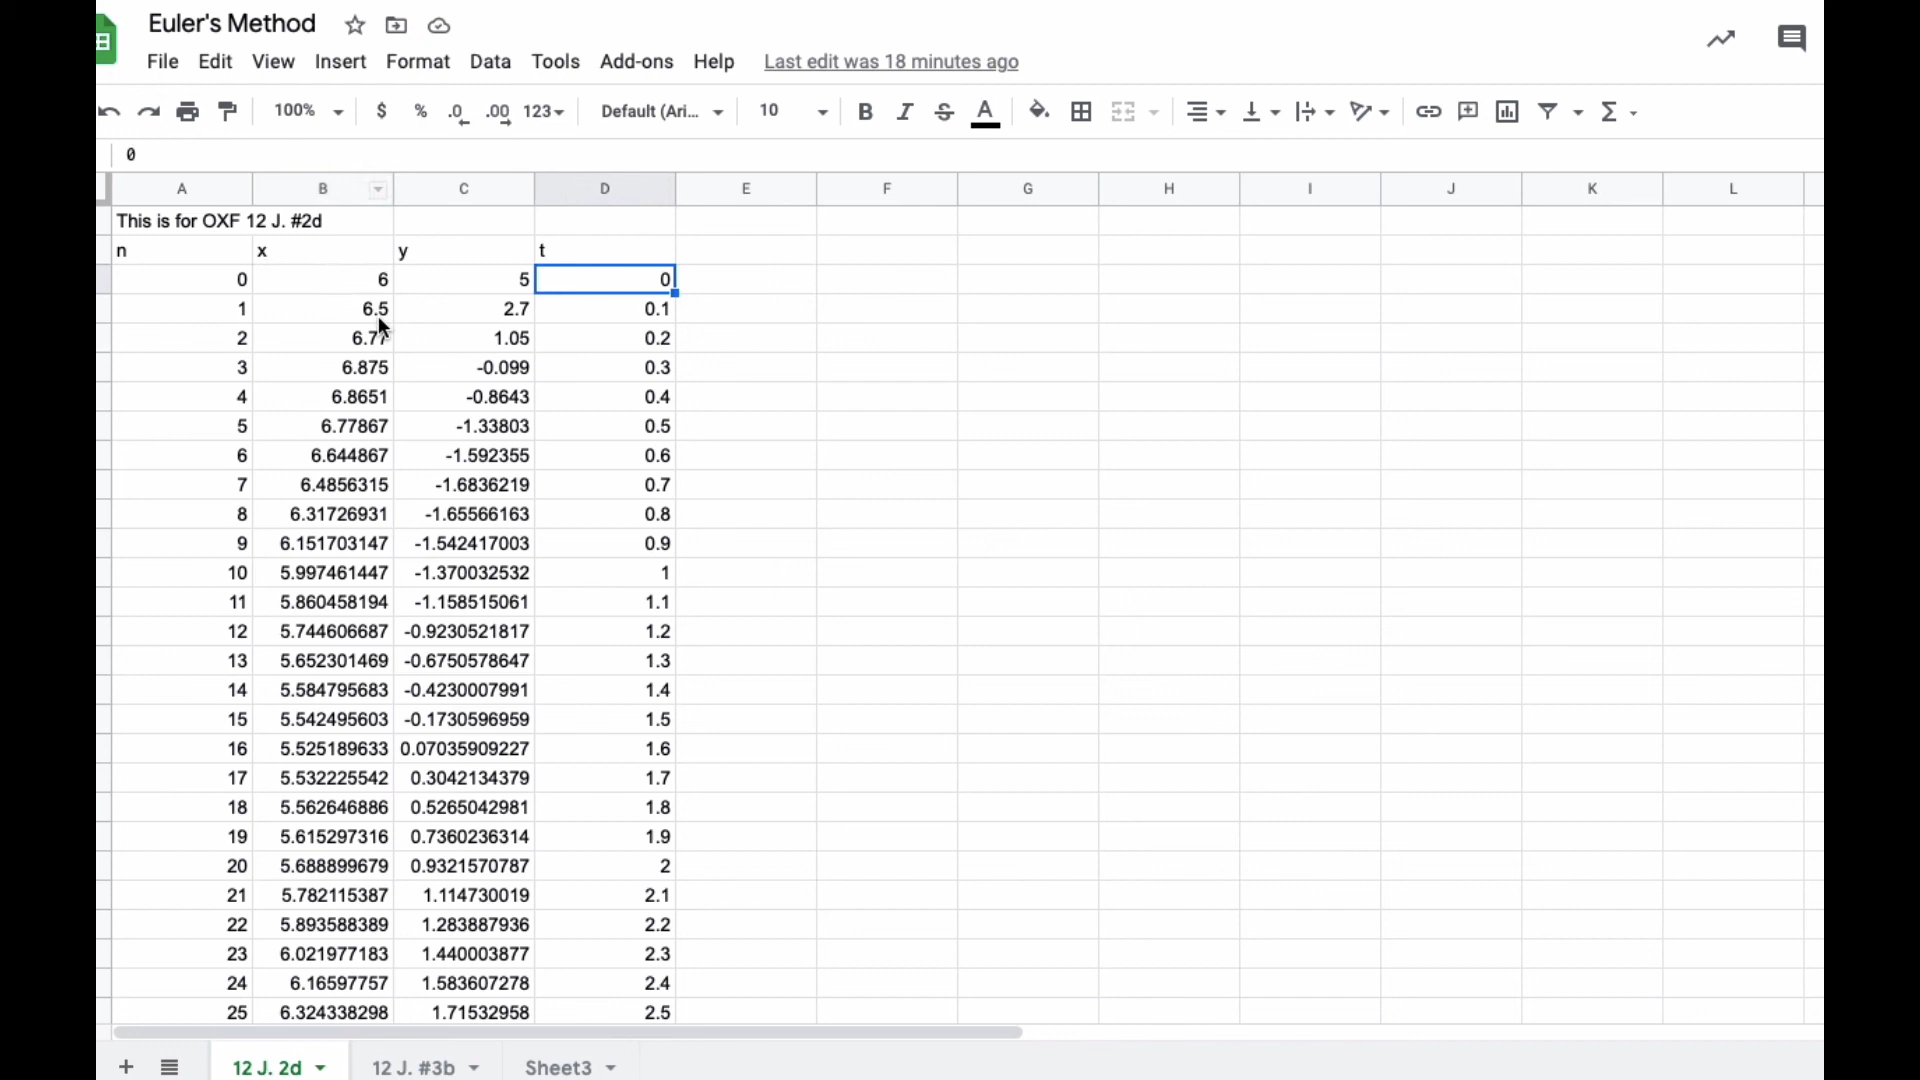 Euler's Method
File Edit View Insert Format Data Tools Add-ons Help Last edit was 18 minutes ago
100% $ % .0 .00 123 Default (Ari... 10 B I S A
0
A B C D E F G H I J K L
This is for OXF 12 J. #2d
n x y t
0 6 5 0
1 6.5 2.7 0.1
2 6.77 1.05 0.2
3 6.875 -0.099 0.3
4 6.8651 -0.8643 0.4
5 6.77867 -1.33803 0.5
6 6.644867 -1.592355 0.6
7 6.4856315 -1.6836219 0.7
8 6.31726931 -1.65566163 0.8
9 6.151703147 -1.542417003 0.9
10 5.997461447 -1.370032532 1
11 5.860458194 -1.158515061 1.1
12 5.744606687 -0.9230521817 1.2
13 5.652301469 -0.6750578647 1.3
14 5.584795683 -0.4230007991 1.4
15 5.542495603 -0.1730596959 1.5
16 5.525189633 0.07035909227 1.6
17 5.532225542 0.3042134379 1.7
18 5.562646886 0.5265042981 1.8
19 5.615297316 0.7360236314 1.9
20 5.688899679 0.9321570787 2
21 5.782115387 1.114730019 2.1
22 5.893588389 1.283887936 2.2
23 6.021977183 1.440003877 2.3
24 6.16597757 1.583607278 2.4
25 6.324338298 1.71532958 2.5
12 J. 2d 12 J. #3b Sheet3